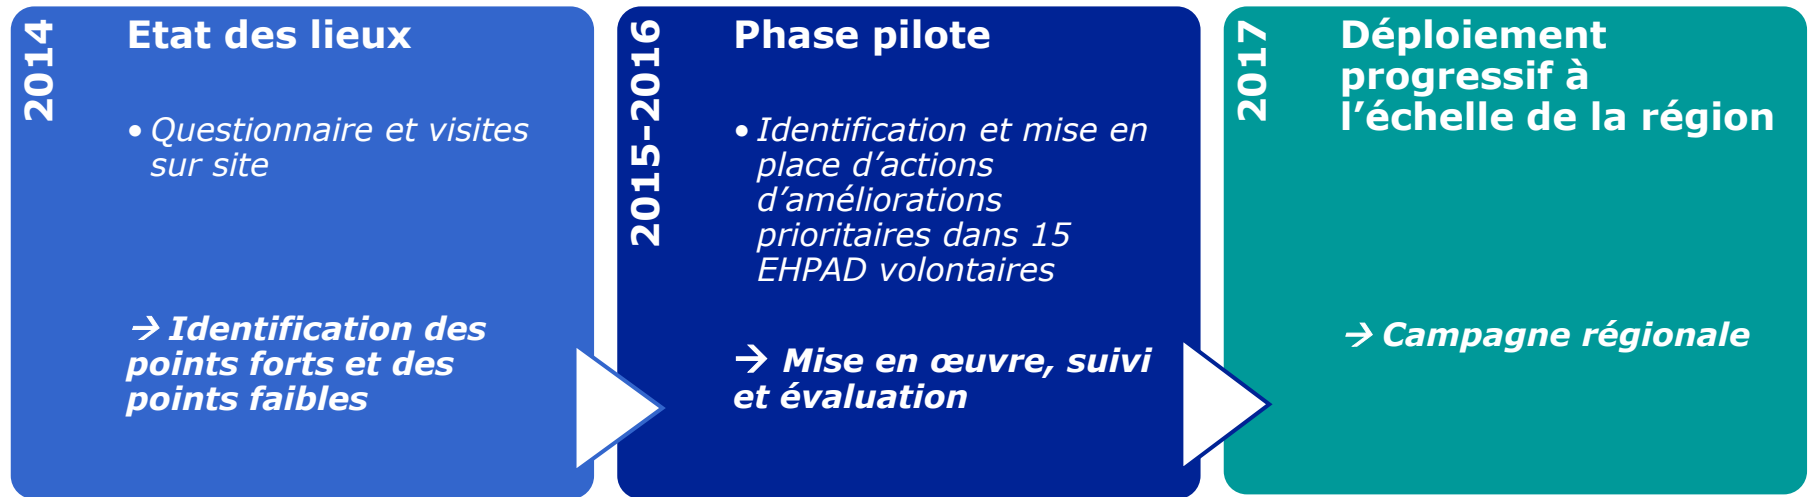 2014
Etat des lieux
• Questionnaire et visites
sur site
→ Identification des
points forts et des
points faibles
2015-2016
Phase pilote
• Identification et mise en
place d’actions
d’améliorations
prioritaires dans 15
EHPAD volontaires
→ Mise en œuvre, suivi
et évaluation
2017
Déploiement
progressif à
l’échelle de la région
→ Campagne régionale